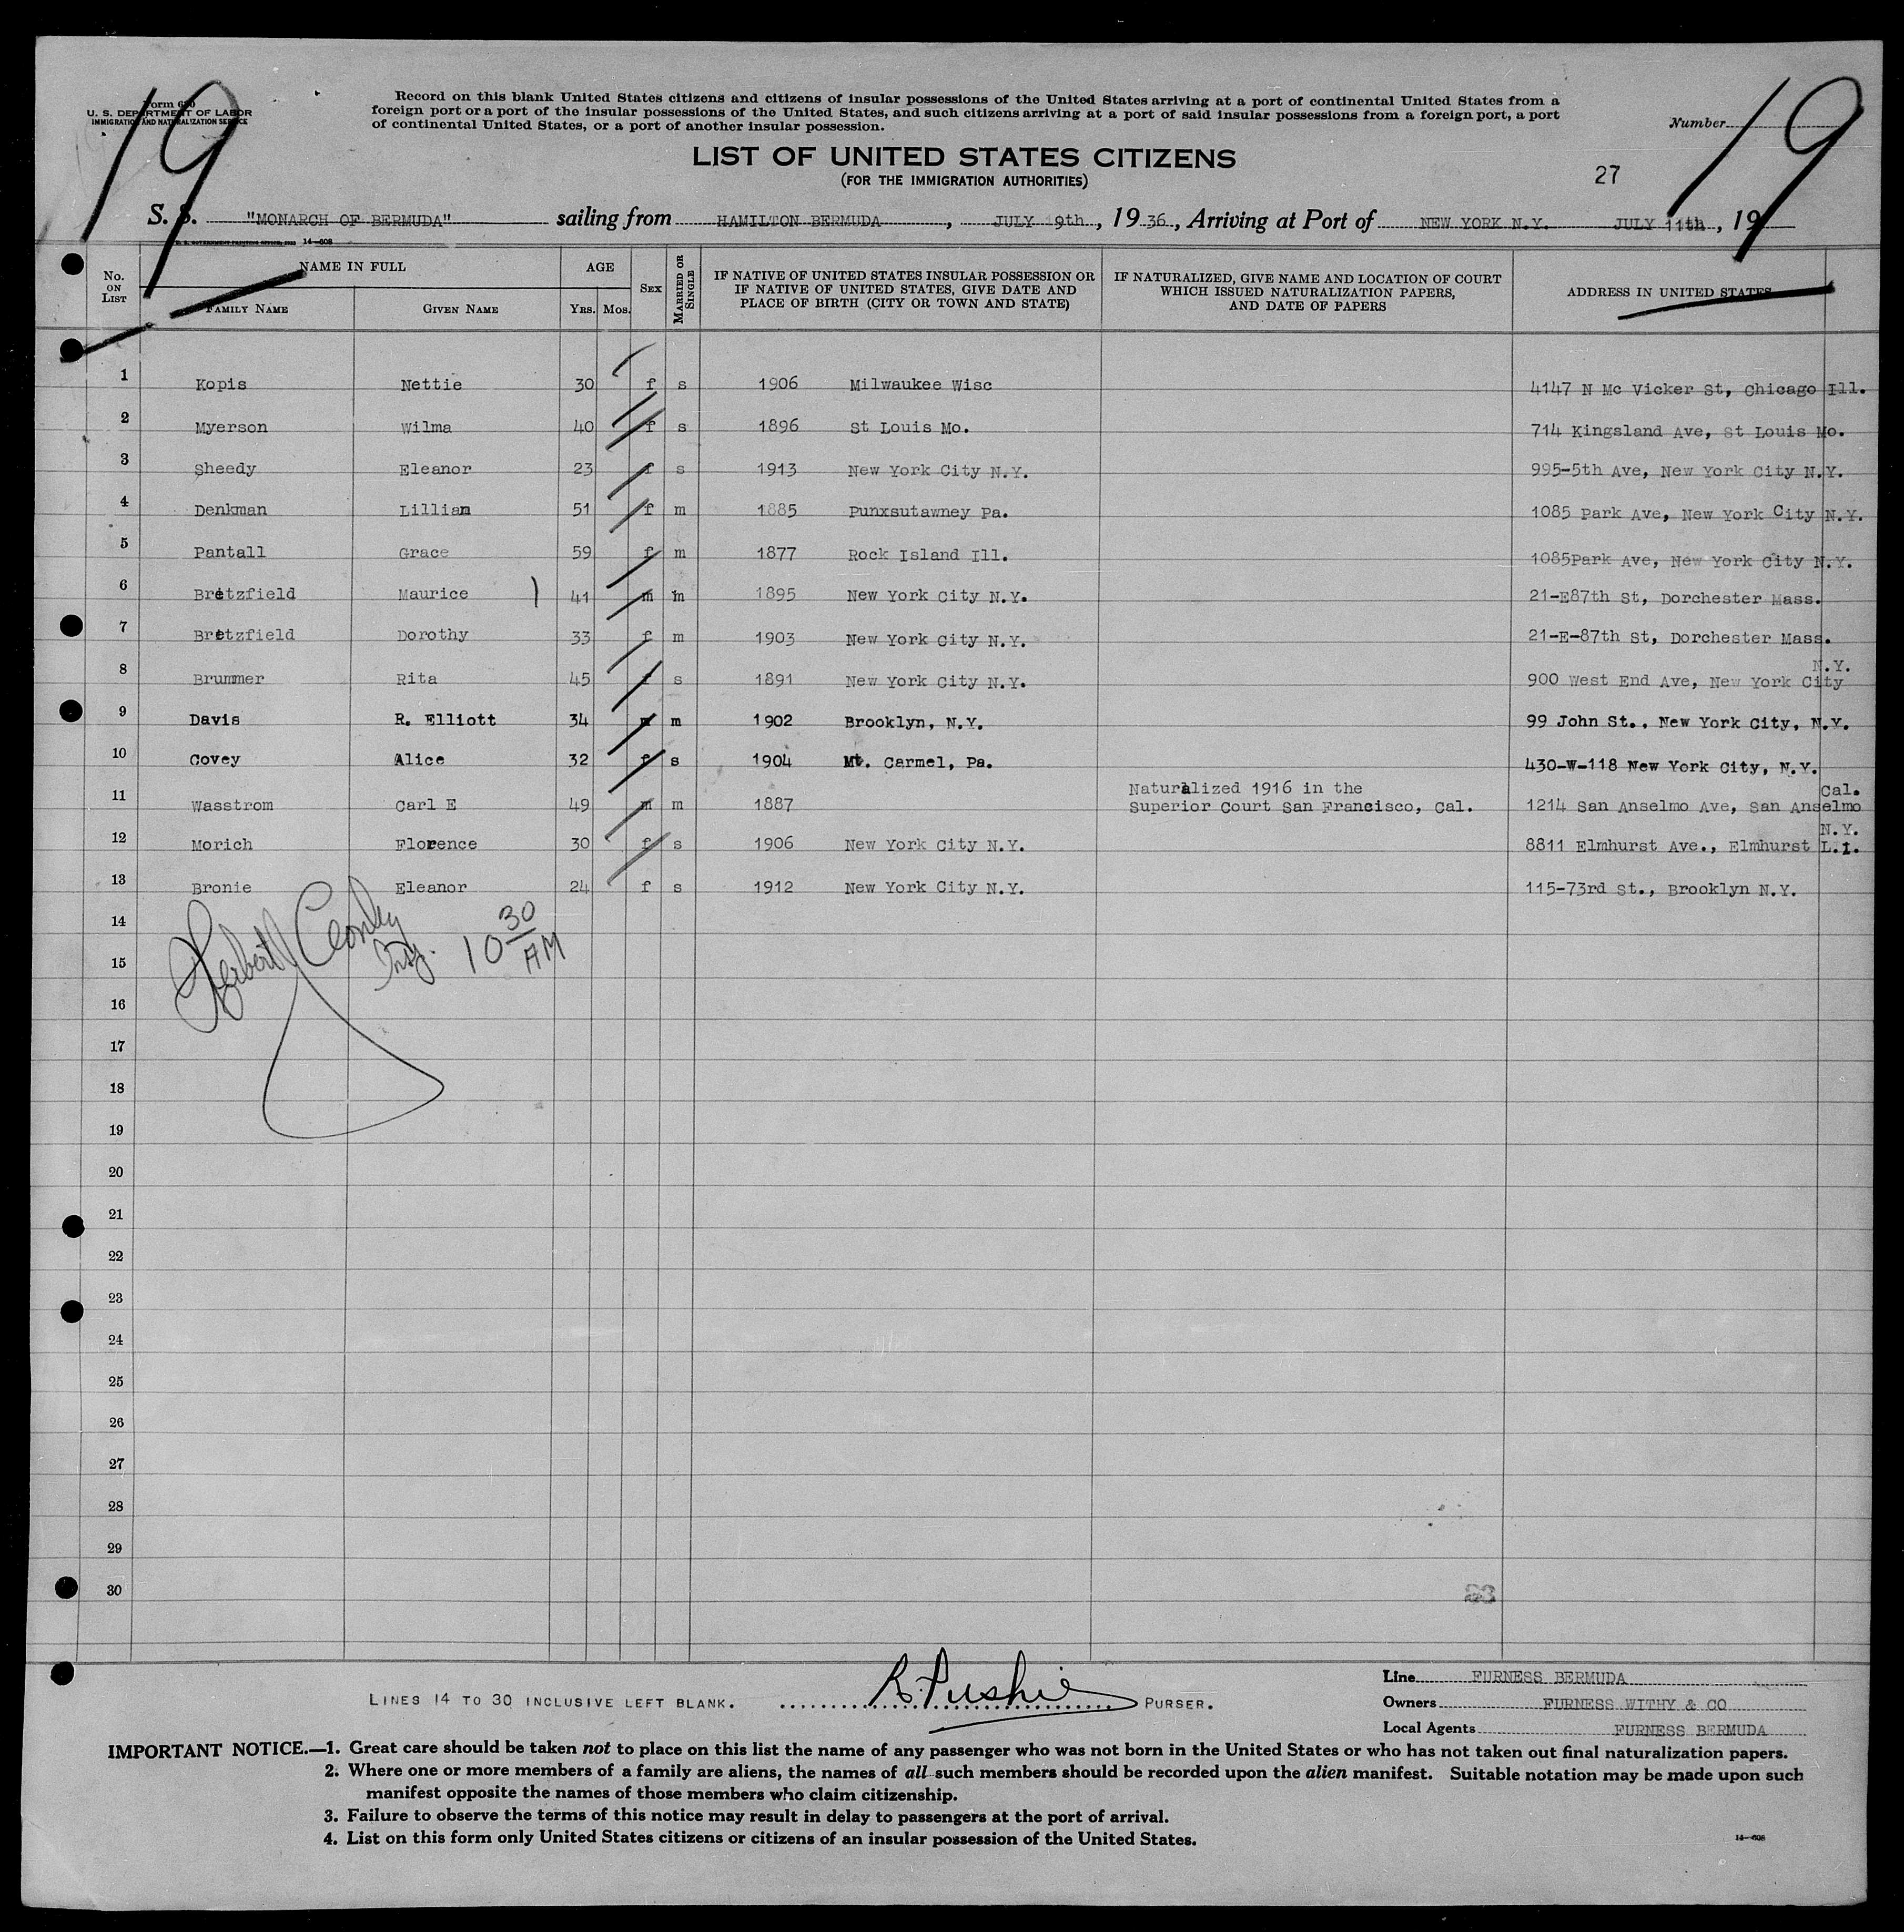 19
19
Form 630
U. S. DEPARTMENT OF LABOR
IMMIGRATION AND NATURALIZATION SERVICE
Record on this blank United States citizens and citizens of insular possessions of the United States arriving at a port of continental United States from a
foreign port or a port of the insular possessions of the United States, and such citizens arriving at a port of said insular possessions from a foreign port, a port
of continental United States, or a port of another insular possession.
Number
LIST OF UNITED STATES CITIZENS
(FOR THE IMMIGRATION AUTHORITIES)
27
S. S. "MONARCH OF BERMUDA" sailing from HAMILTON BERMUDA, JULY 9th, 1936, Arriving at Port of NEW YORK N.Y. JULY 11th, 19
14-608
No. ON LIST NAME IN FULL AGE SEX MARRIED OR SINGLE IF NATIVE OF UNITED STATES INSULAR POSSESSION OR IF NATIVE OF UNITED STATES, GIVE DATE AND PLACE OF BIRTH (CITY OR TOWN AND STATE) IF NATURALIZED, GIVE NAME AND LOCATION OF COURT WHICH ISSUED NATURALIZATION PAPERS, AND DATE OF PAPERS ADDRESS IN UNITED STATES
FAMILY NAME GIVEN NAME YRS. MOS.
1 Kopis Nettie 30 f s 1906 Milwaukee Wisc 4147 N Mc Vicker St, Chicago Ill.
2 Myerson Wilma 40 f s 1896 St Louis Mo. 714 Kingsland Ave, St Louis Mo.
3 Sheedy Eleanor 23 f s 1913 New York City N.Y. 995-5th Ave, New York City N.Y.
4 Denkman Lillian 51 f m 1885 Punxsutawney Pa. 1085 Park Ave, New York City N.Y.
5 Pantall Grace 59 f m 1877 Rock Island Ill. 1085Park Ave, New York City N.Y.
6 Bretzfield Maurice 41 m m 1895 New York City N.Y. 21-E87th St, Dorchester Mass.
7 Bretzfield Dorothy 33 f m 1903 New York City N.Y. 21-E-87th St, Dorchester Mass.
8 Brummer Rita 45 f s 1891 New York City N.Y. 900 West End Ave, New York City N.Y.
9 Davis R. Elliott 34 m m 1902 Brooklyn, N.Y. 99 John St., New York City, N.Y.
10 Covey Alice 32 f s 1904 Mt. Carmel, Pa. 430-W-118 New York City, N.Y.
11 Wasstrom Carl E 49 m m 1887 Naturalized 1916 in the Superior Court San Francisco, Cal. 1214 San Anselmo Ave, San Anselmo Cal.
12 Morich Florence 30 f s 1906 New York City N.Y. 8811 Elmhurst Ave., Elmhurst L.I. N.Y.
13 Bronie Eleanor 24 f s 1912 New York City N.Y. 115-73rd St., Brooklyn N.Y.
14
10 30 AM
15
16
17
18
19
20
21
22
23
24
25
26
27
28
29
30
LINES 14 TO 30 INCLUSIVE LEFT BLANK. R. Pushie PURSER.
Line FURNESS BERMUDA
Owners FURNESS WITHY & CO
Local Agents FURNESS BERMUDA
IMPORTANT NOTICE.—1. Great care should be taken not to place on this list the name of any passenger who was not born in the United States or who has not taken out final naturalization papers.
2. Where one or more members of a family are aliens, the names of all such members should be recorded upon the alien manifest. Suitable notation may be made upon such
manifest opposite the names of those members who claim citizenship.
3. Failure to observe the terms of this notice may result in delay to passengers at the port of arrival.
4. List on this form only United States citizens or citizens of an insular possession of the United States.
14-608